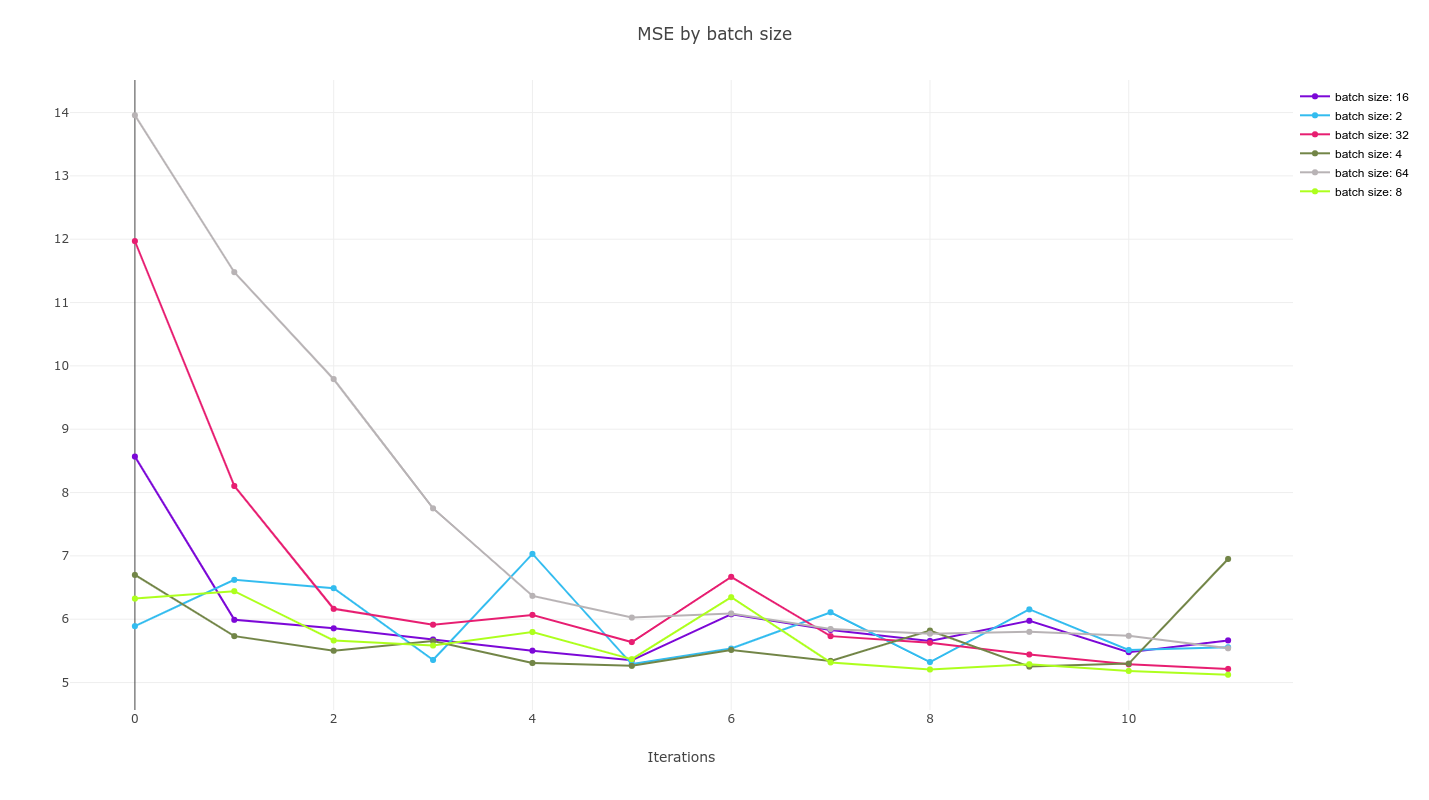 MSE by batch size
14
13
12
11
10
9
8
7
6
5
0 2 4 6 8 10
Iterations
batch size: 16
batch size: 2
batch size: 32
batch size: 4
batch size: 64
batch size: 8